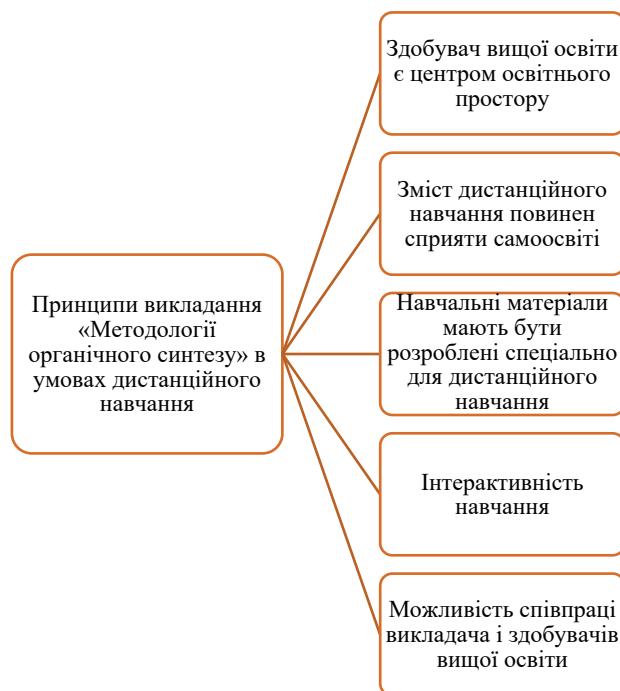 Принципи викладання
«Методології
органічного синтезу» в
умовах дистанційного
навчання
Здобувач вищої освіти
є центром освітнього
простору
Зміст дистанційного
навчання повинен
сприяти самоосвіті
Навчальні матеріали
мають бути
розроблені спеціально
для дистанційного
навчання
Інтерактивність
навчання
Можливість співпраці
викладача і здобувачів
вищої освіти